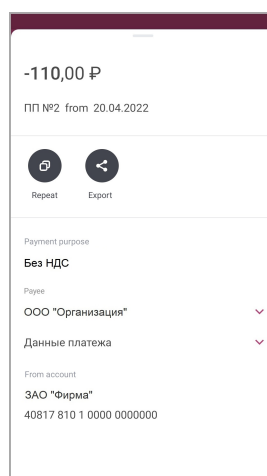 -110,00 ₽
ПП №2 from 20.04.2022
Repeat Export
Payment purpose
Без НДС
Payee
ООО "Организация"
Данные платежа
From account
ЗАО "Фирма"
40817 810 1 0000 0000000